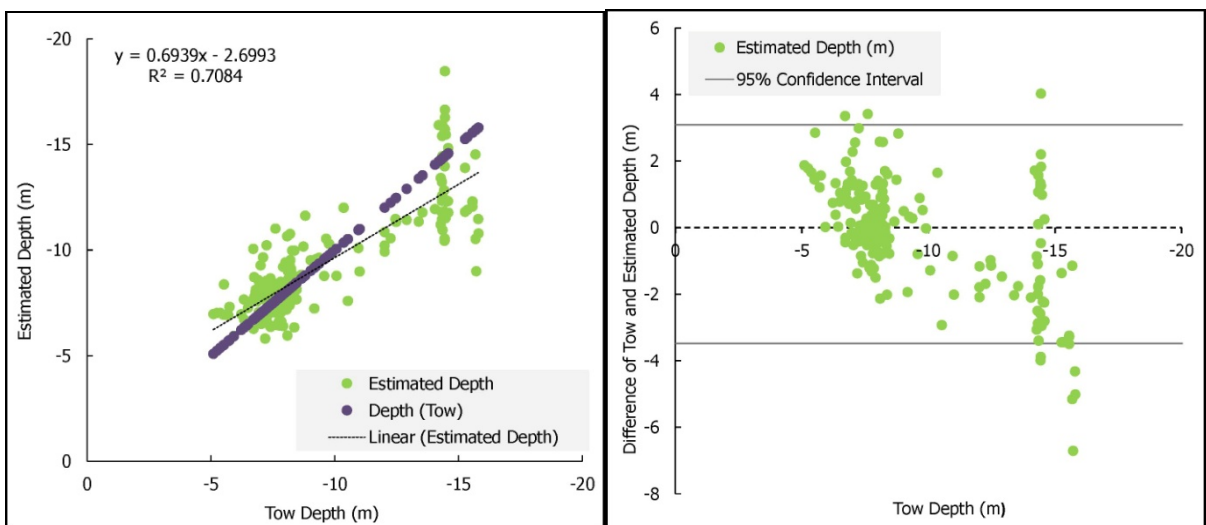 -20
y = 0.6939x - 2.6993
R² = 0.7084
-15
-10
-5
0
Estimated Depth (m)
Estimated Depth
Depth (Tow)
Linear (Estimated Depth)
0 -5 -10 -15 -20
Tow Depth (m)
6
4
2
0
-2
-4
-6
-8
Difference of Tow and Estimated Depth (m)
Estimated Depth (m)
95% Confidence Interval
0 -5 -10 -15 -20
Tow Depth (m)